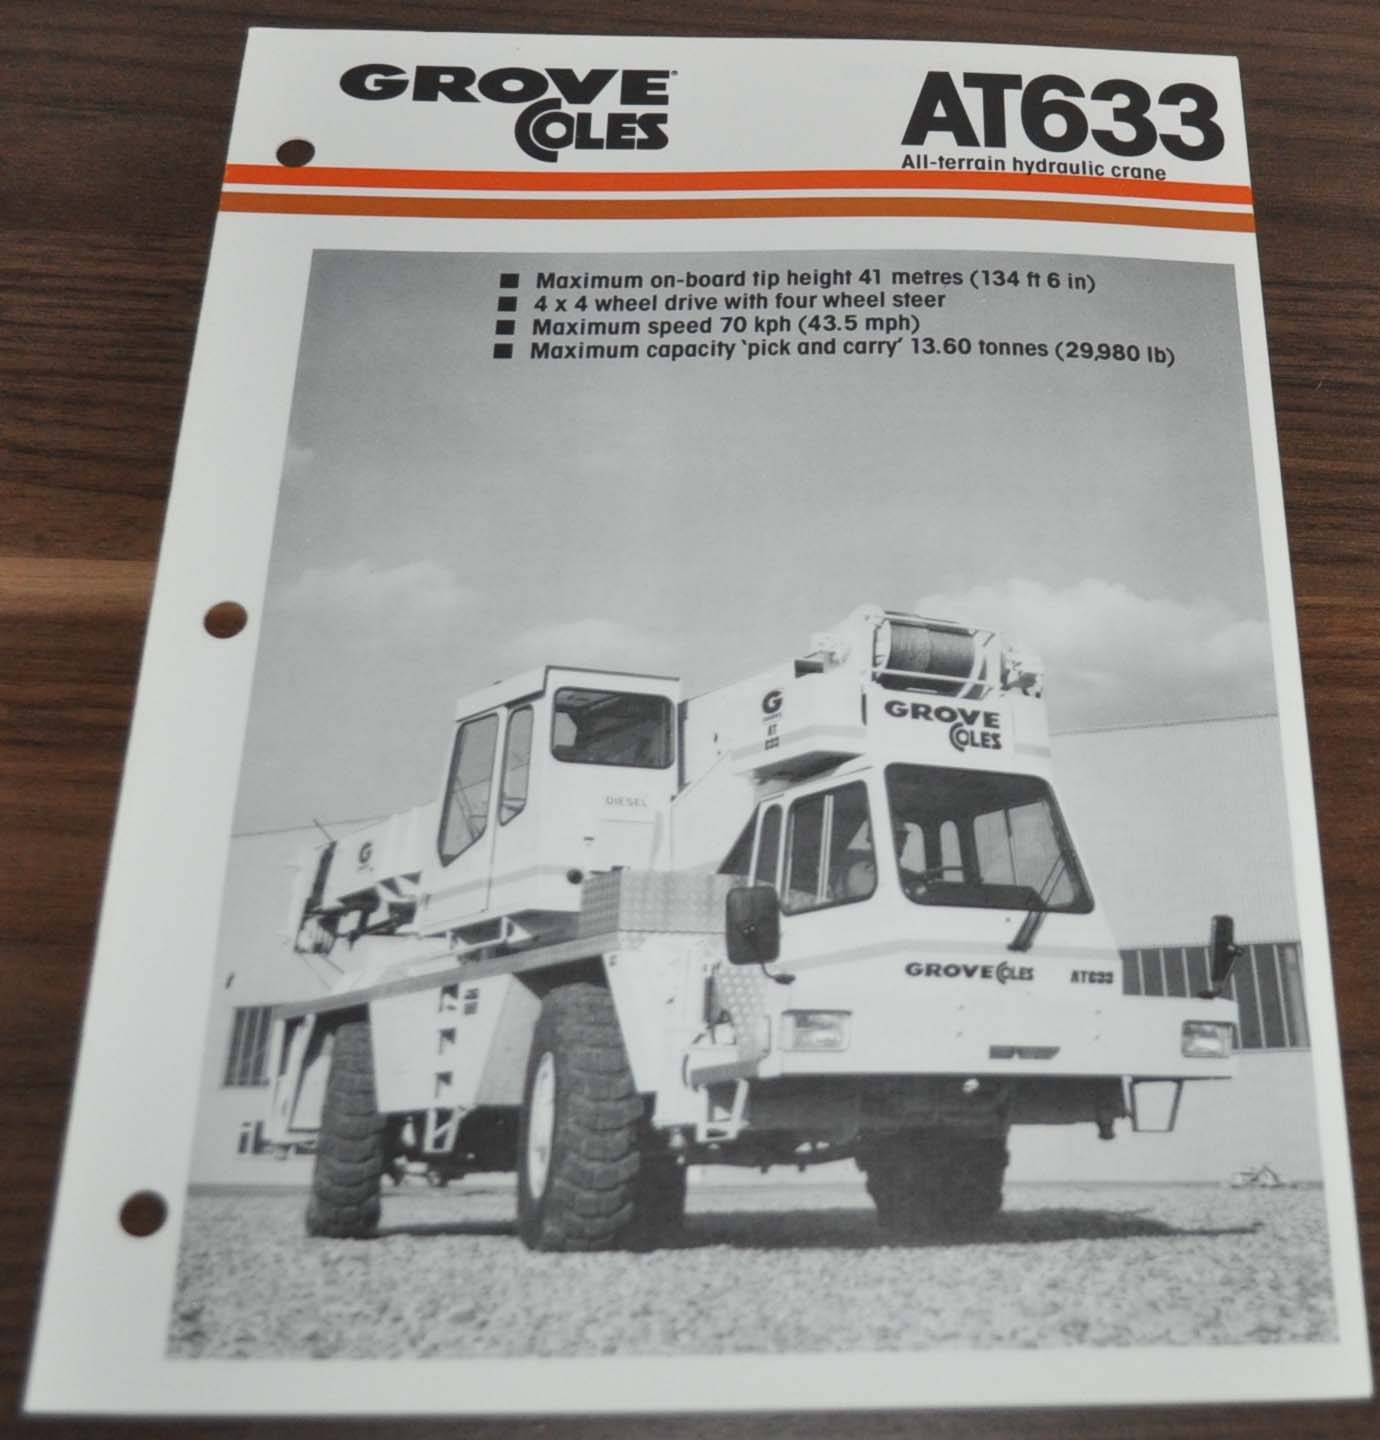 GROVE
COLES
AT633
All-terrain hydraulic crane
■ Maximum on-board tip height 41 metres (134 ft 6 in)
■ 4 x 4 wheel drive with four wheel steer
■ Maximum speed 70 kph (43.5 mph)
■ Maximum capacity ‘pick and carry’ 13.60 tonnes (29,980 lb)
G
AT
633
GROVE
COLES
DIESEL
G
GROVE COLES AT633